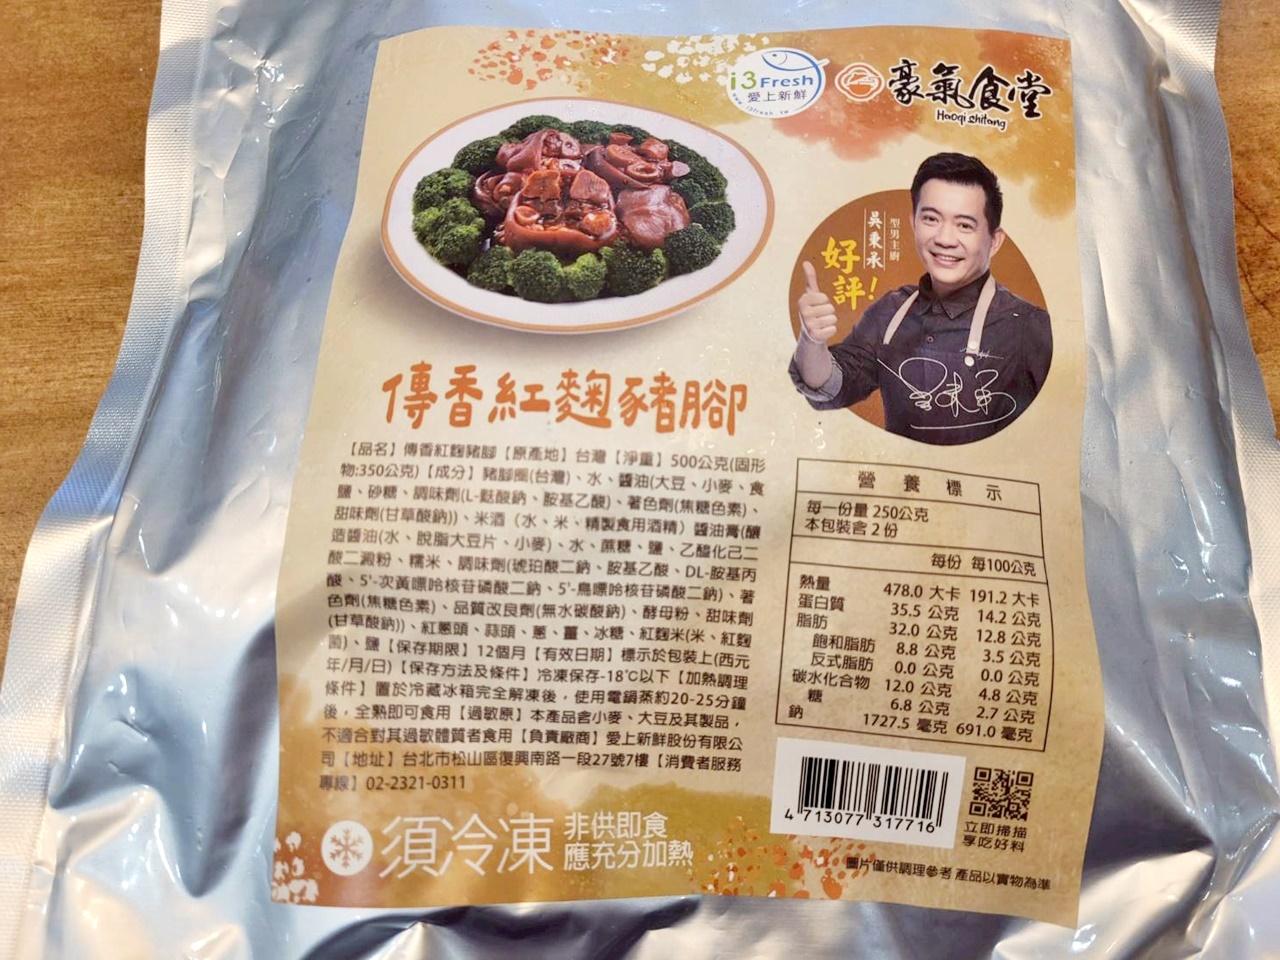 i3Fresh
愛上新鮮
www.i3fresh.tw
豪氣食堂
Haoqi shitang
型男主廚
吳秉承
好評!
傳香紅麴豬腳
【品名】傳香紅麴豬腳【原產地】台灣【淨重】500公克(固形
物:350公克)【成分】豬腳圈(台灣)、水、醬油(大豆、小麥、食
鹽、砂糖、調味劑(L-麩酸鈉、胺基乙酸)、著色劑(焦糖色素)、
甜味劑(甘草酸鈉))、米酒（水、米、精製食用酒精）醬油膏(釀
造醬油(水、脫脂大豆片、小麥)、水、蔗糖、鹽、乙醯化己二
酸二澱粉、糯米、調味劑(琥珀酸二鈉、胺基乙酸、DL-胺基丙
酸、5'-次黃嘌呤核苷磷酸二鈉、5'-鳥嘌呤核苷磷酸二鈉)、著
色劑(焦糖色素)、品質改良劑(無水碳酸鈉)、酵母粉、甜味劑
(甘草酸鈉))、紅蔥頭、蒜頭、蔥、薑、冰糖、紅麴米(米、紅麴
菌)、鹽【保存期限】12個月【有效日期】標示於包裝上(西元
年/月/日)【保存方法及條件】冷凍保存-18℃以下【加熱調理
條件】置於冷藏冰箱完全解凍後，使用電鍋蒸約20-25分鐘
後，全熟即可食用【過敏原】本產品含小麥、大豆及其製品，
不適合對其過敏體質者食用【負責廠商】愛上新鮮股份有限公
司【地址】台北市松山區復興南路一段27號7樓【消費者服務
專線】02-2321-0311
營養標示
每一份量 250公克
本包裝含 2份
每份 每100公克
熱量 478.0 大卡 191.2 大卡
蛋白質 35.5 公克 14.2 公克
脂肪 32.0 公克 12.8 公克
飽和脂肪 8.8 公克 3.5 公克
反式脂肪 0.0 公克 0.0 公克
碳水化合物 12.0 公克 4.8 公克
糖 6.8 公克 2.7 公克
鈉 1727.5 毫克 691.0 毫克
4 713077 317716
立即掃描
享吃好料
須冷凍
非供即食
應充分加熱
圖片僅供調理參考 產品以實物為準